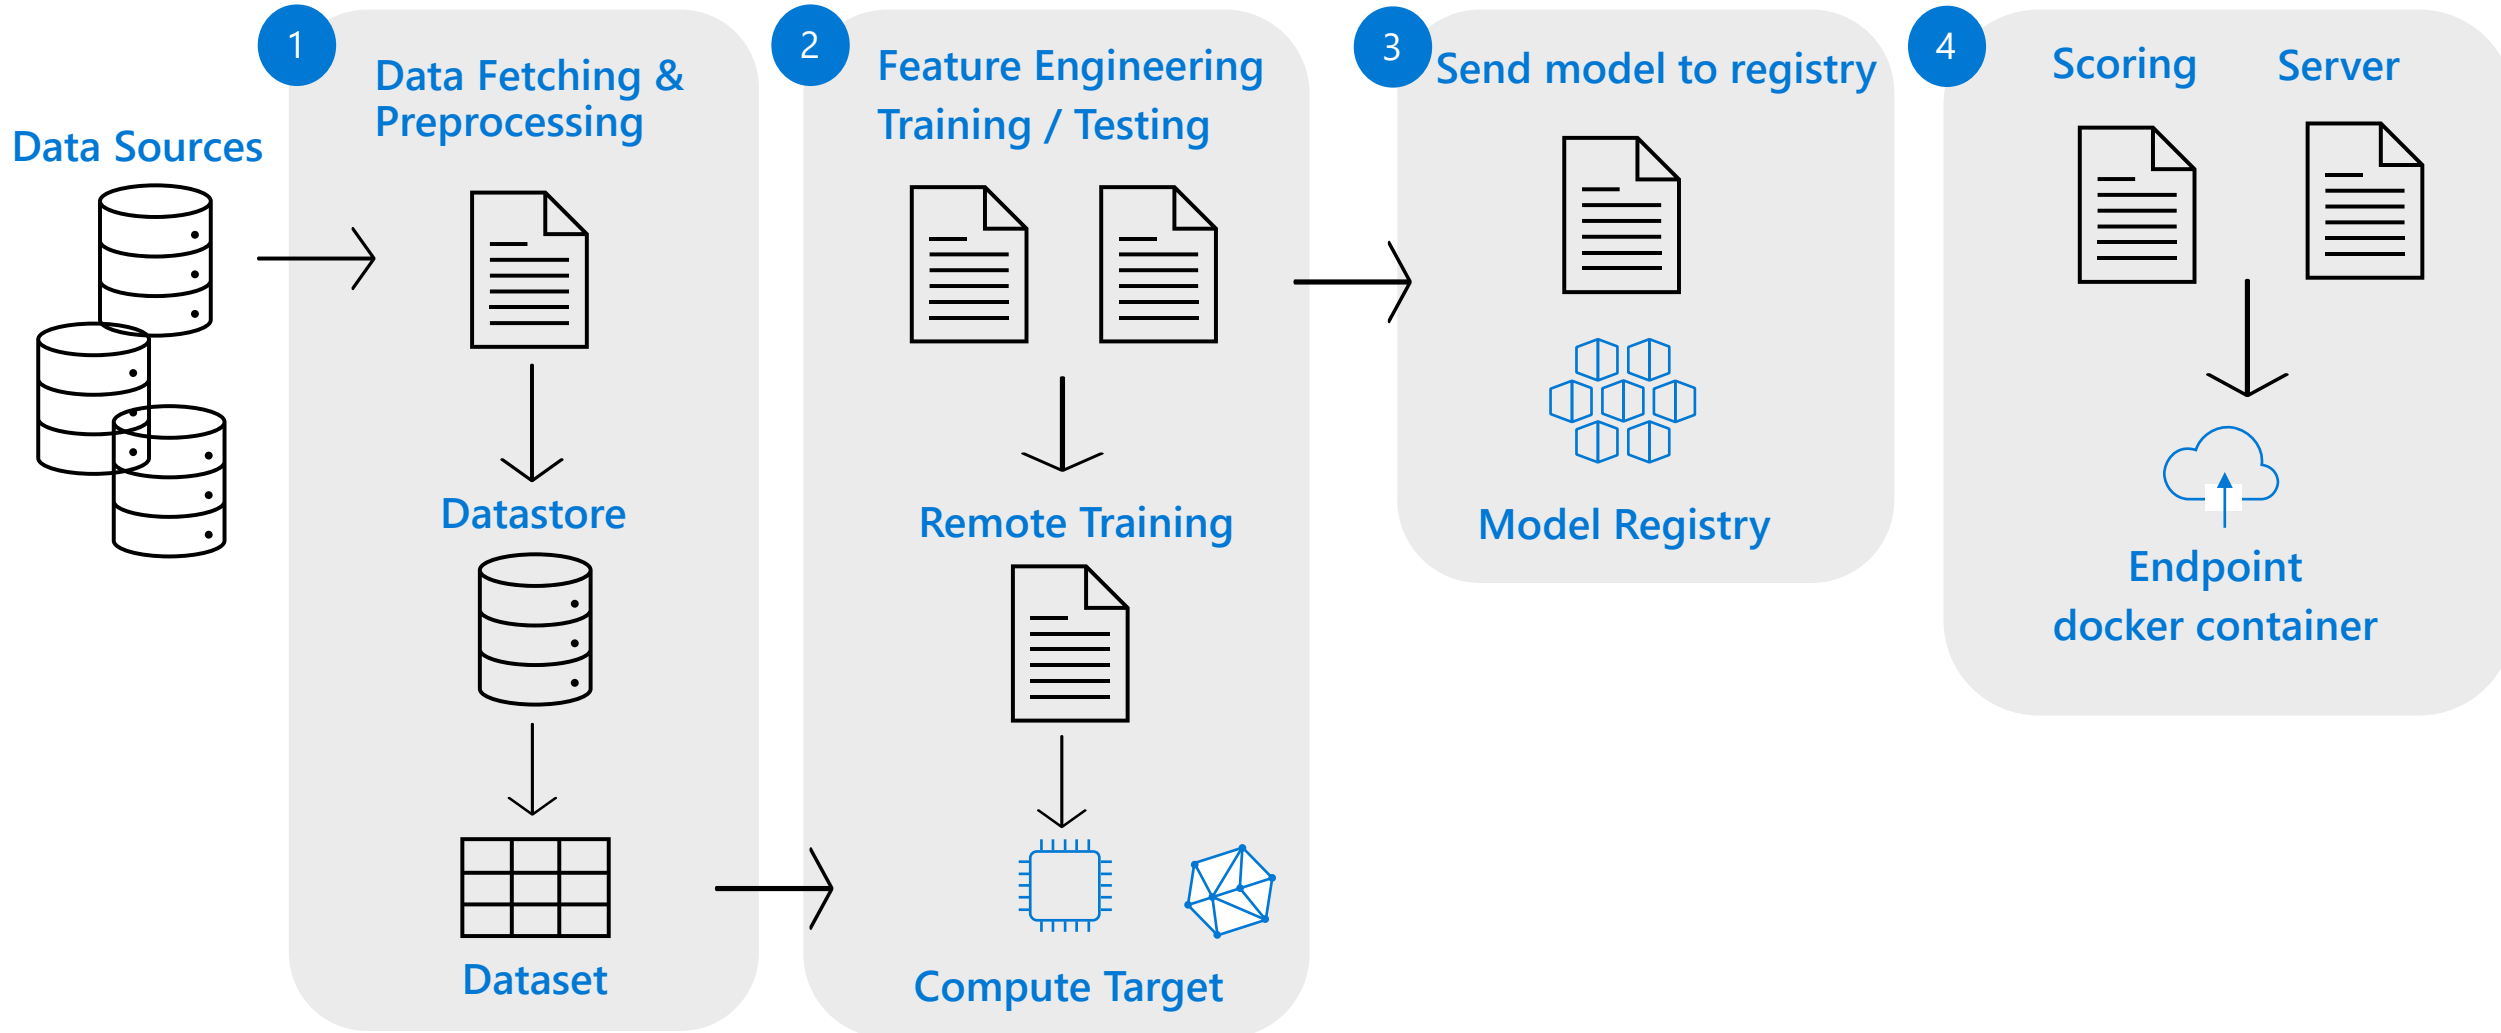 Data Sources
1
Data Fetching &
Preprocessing
Datastore
Dataset
2
Feature Engineering
Training / Testing
Remote Training
Compute Target
3
Send model to registry
Model Registry
4
Scoring
Server
Endpoint
docker container